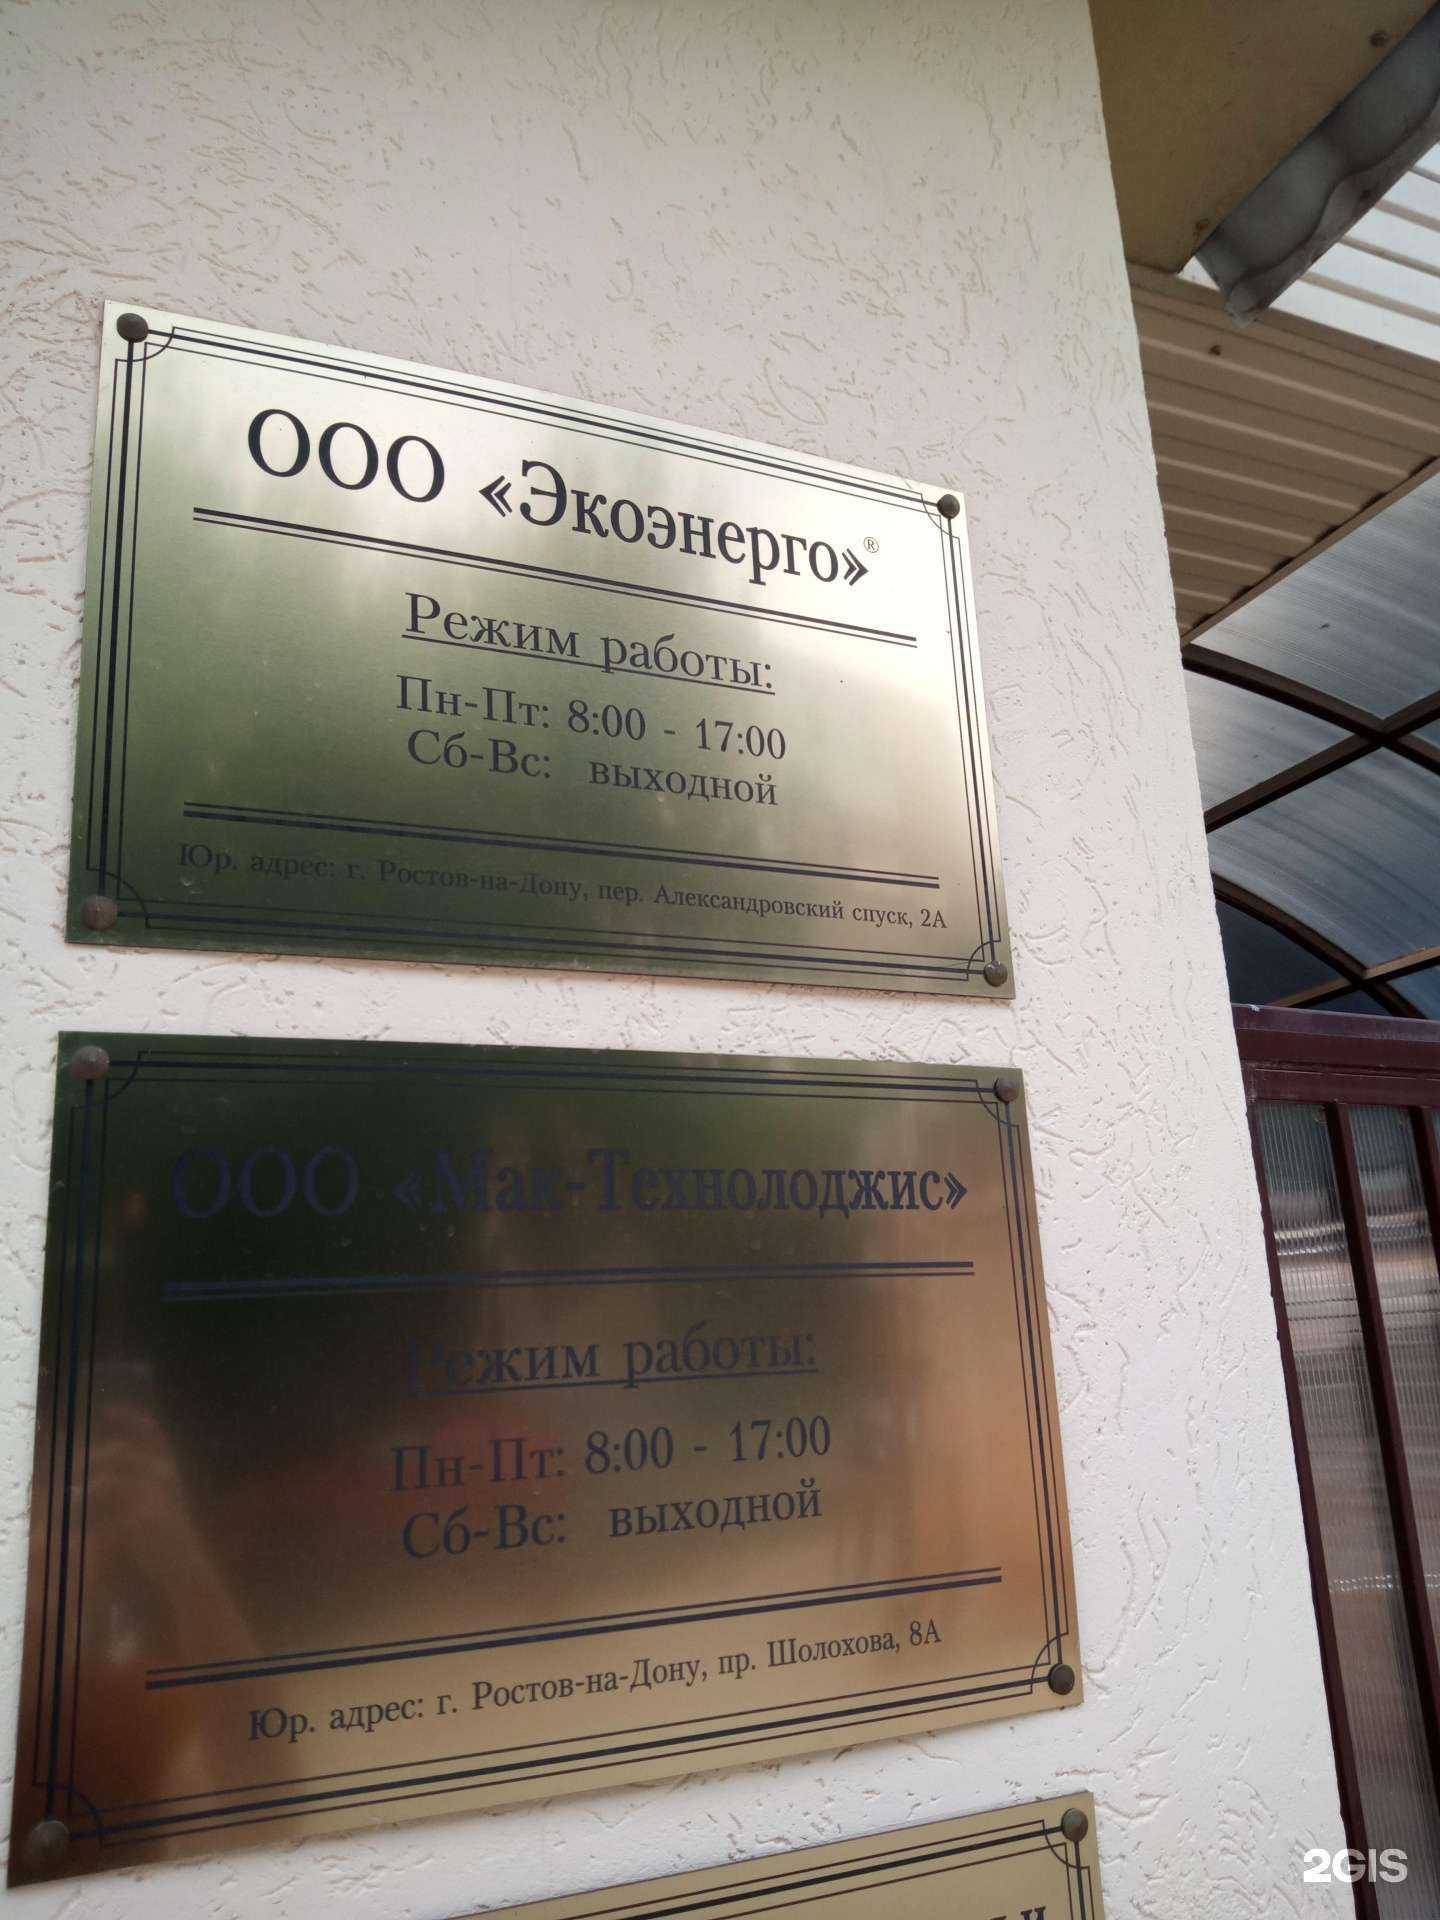 ООО «Экоэнерго»®
Режим работы:
Пн-Пт: 8:00 - 17:00
Сб-Вс: выходной
Юр. адрес: г. Ростов-на-Дону, пер. Александровский спуск, 2А
ООО «Мак-Технолоджис»
Режим работы:
Пн-Пт: 8:00 - 17:00
Сб-Вс: выходной
Юр. адрес: г. Ростов-на-Дону, пр. Шолохова, 8А
2GIS